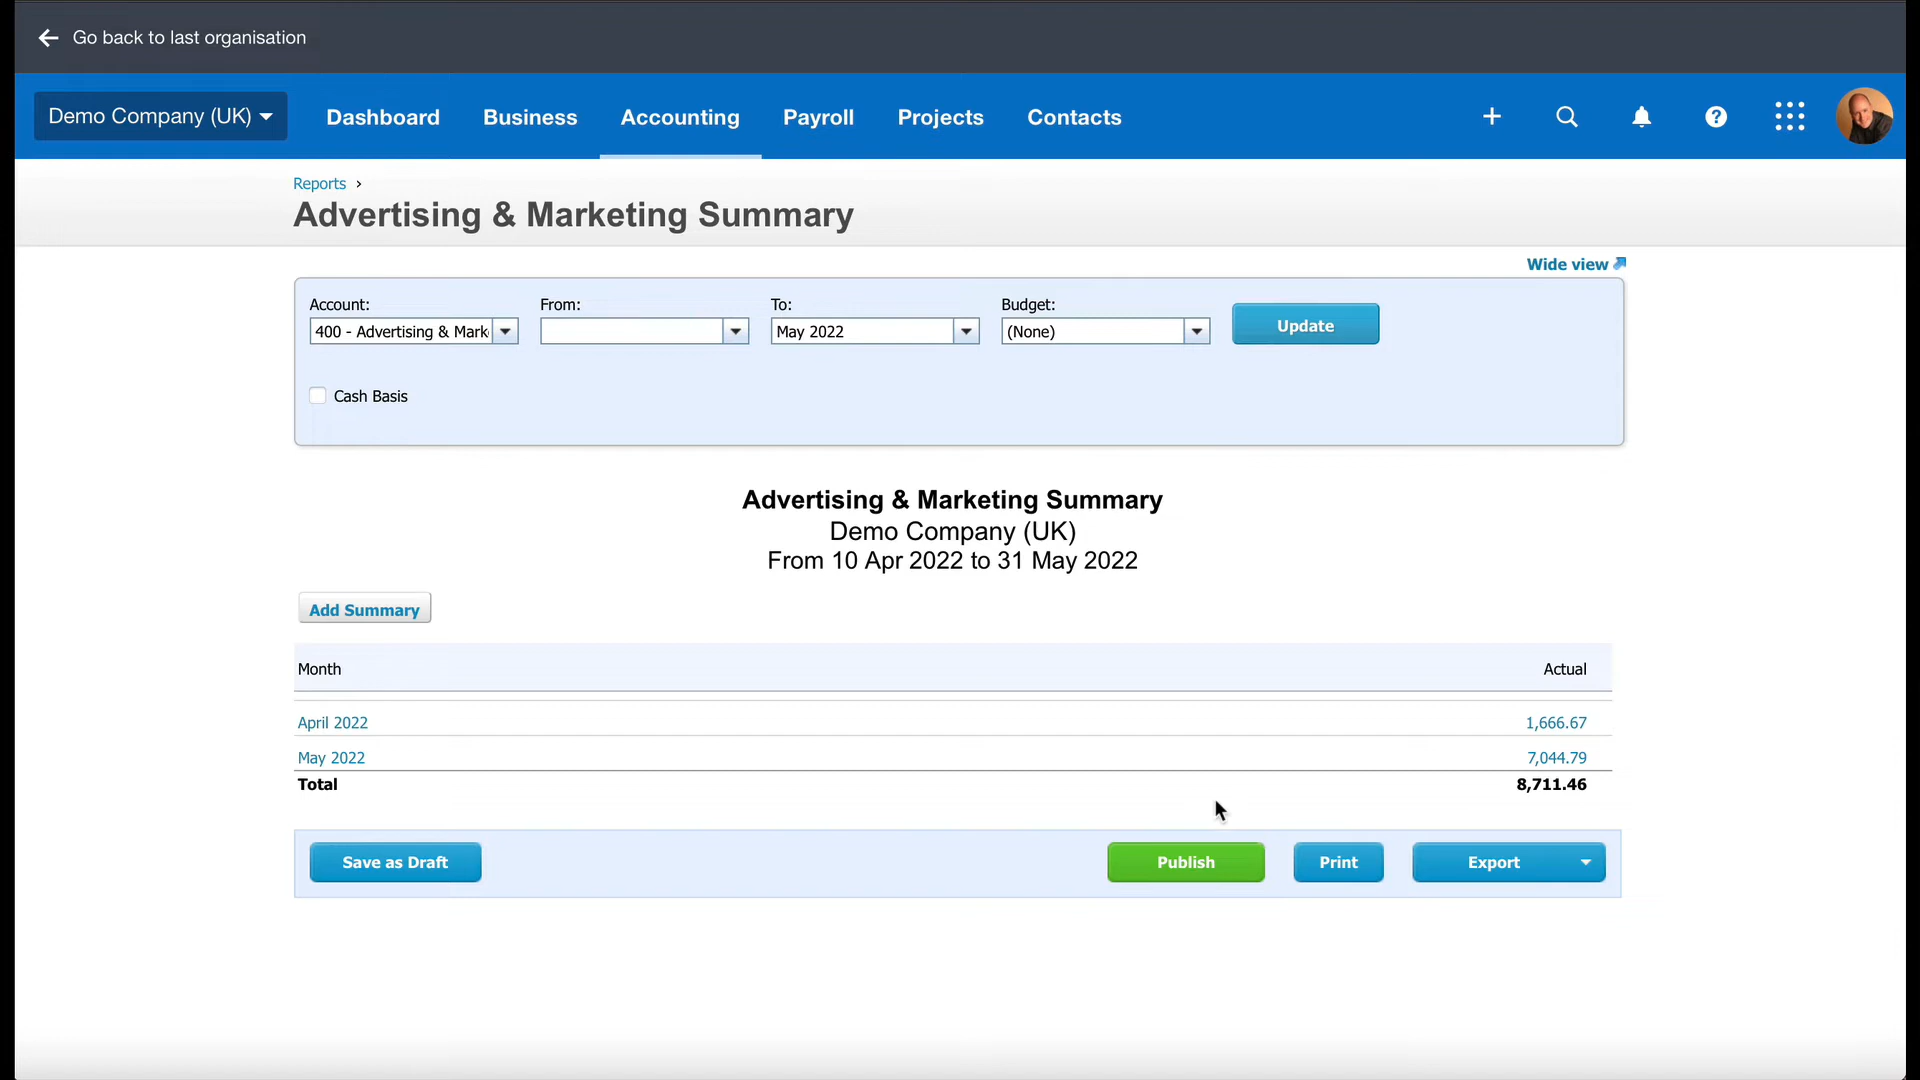 Go back to last organisation
Demo Company (UK) Dashboard Business Accounting Payroll Projects Contacts
Reports ›
Advertising & Marketing Summary
Wide view
Account: From: To: Budget:
400 - Advertising & Mark May 2022 (None) Update
Cash Basis
Advertising & Marketing Summary
Demo Company (UK)
From 10 Apr 2022 to 31 May 2022
Add Summary
Month Actual
April 2022 1,666.67
May 2022 7,044.79
Total 8,711.46
Save as Draft Publish Print Export